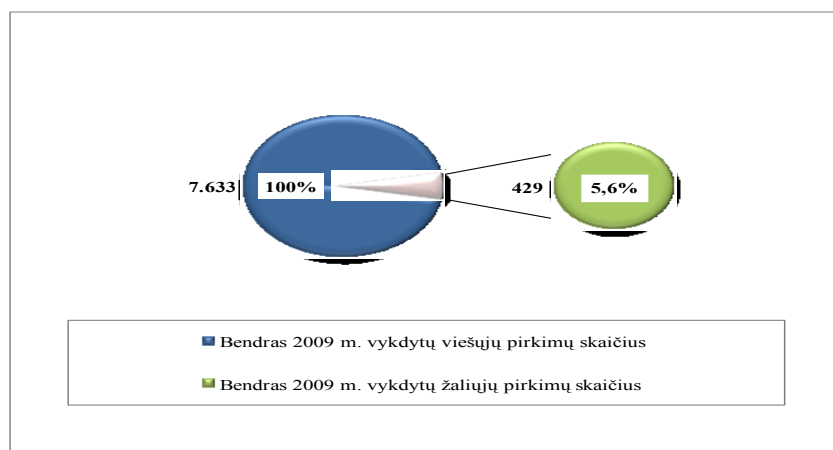 7.633 100% 429 5,6%
Bendras 2009 m. vykdytų viešųjų pirkimų skaičius
Bendras 2009 m. vykdytų žaliųjų pirkimų skaičius